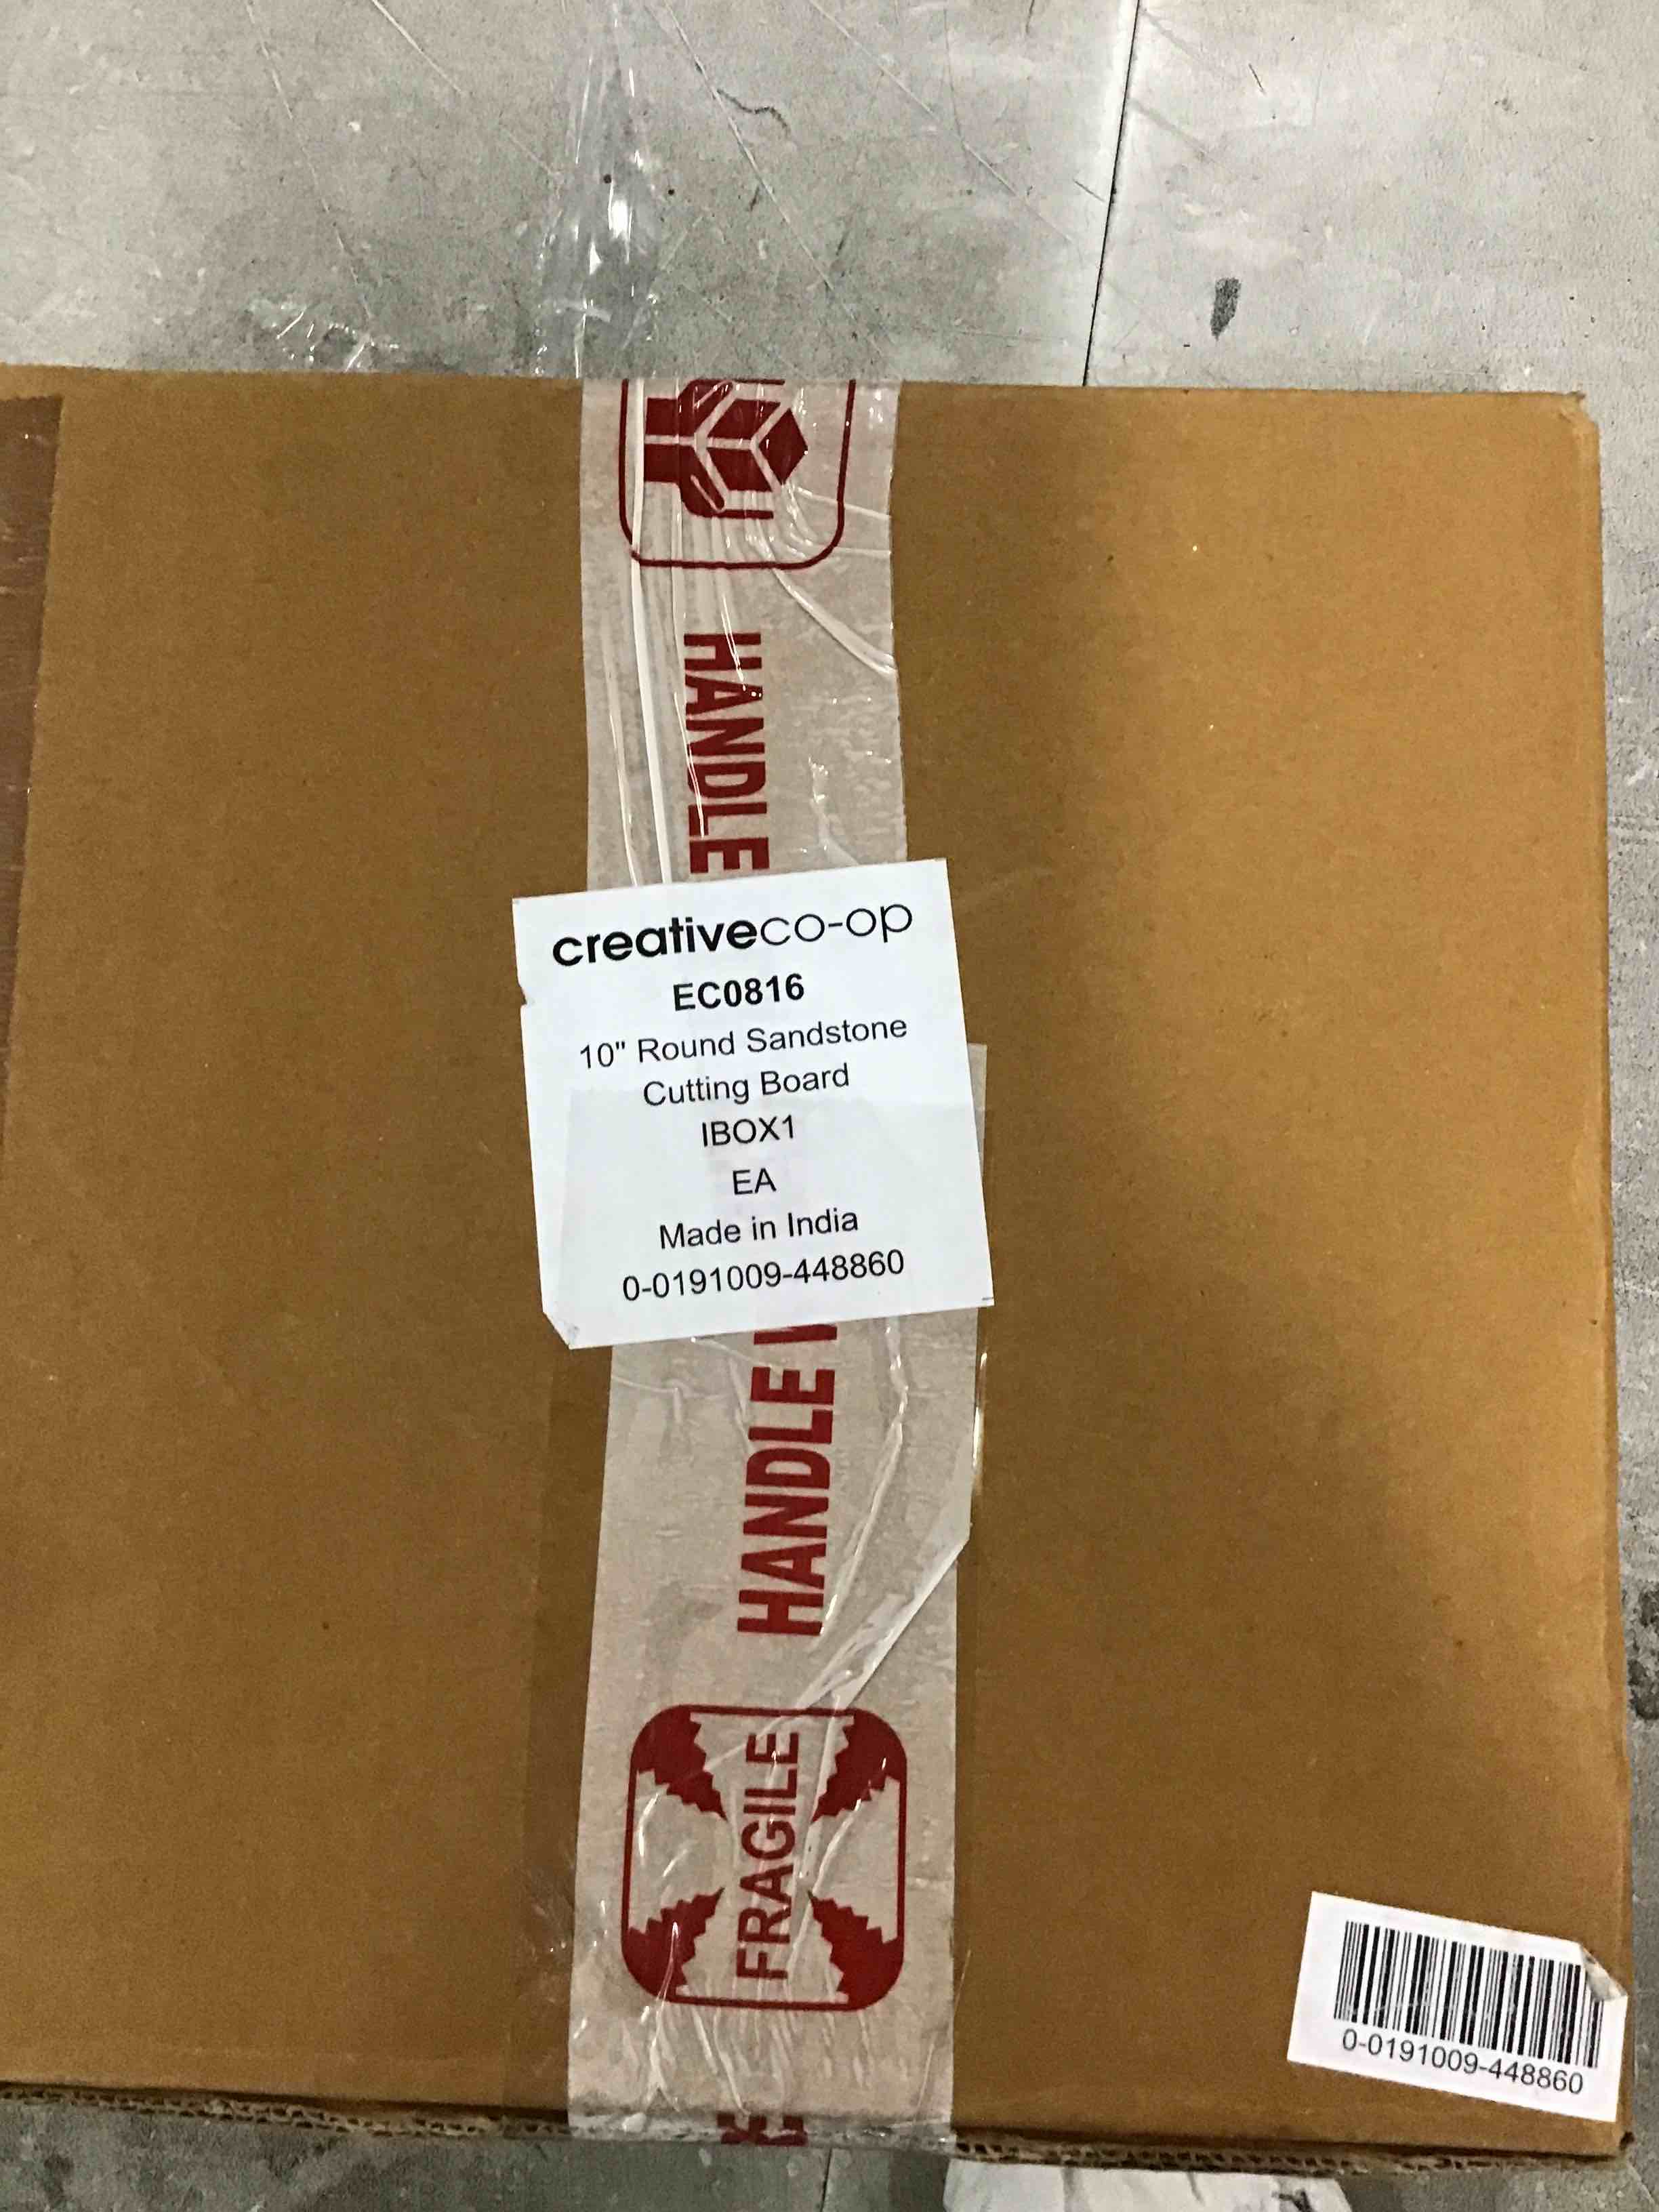 HANDLE
creativeco-op
EC0816
10" Round Sandstone
Cutting Board
IBOX1
EA
Made in India
0-0191009-448860
HANDLE
FRAGILE
0-0191009-448860